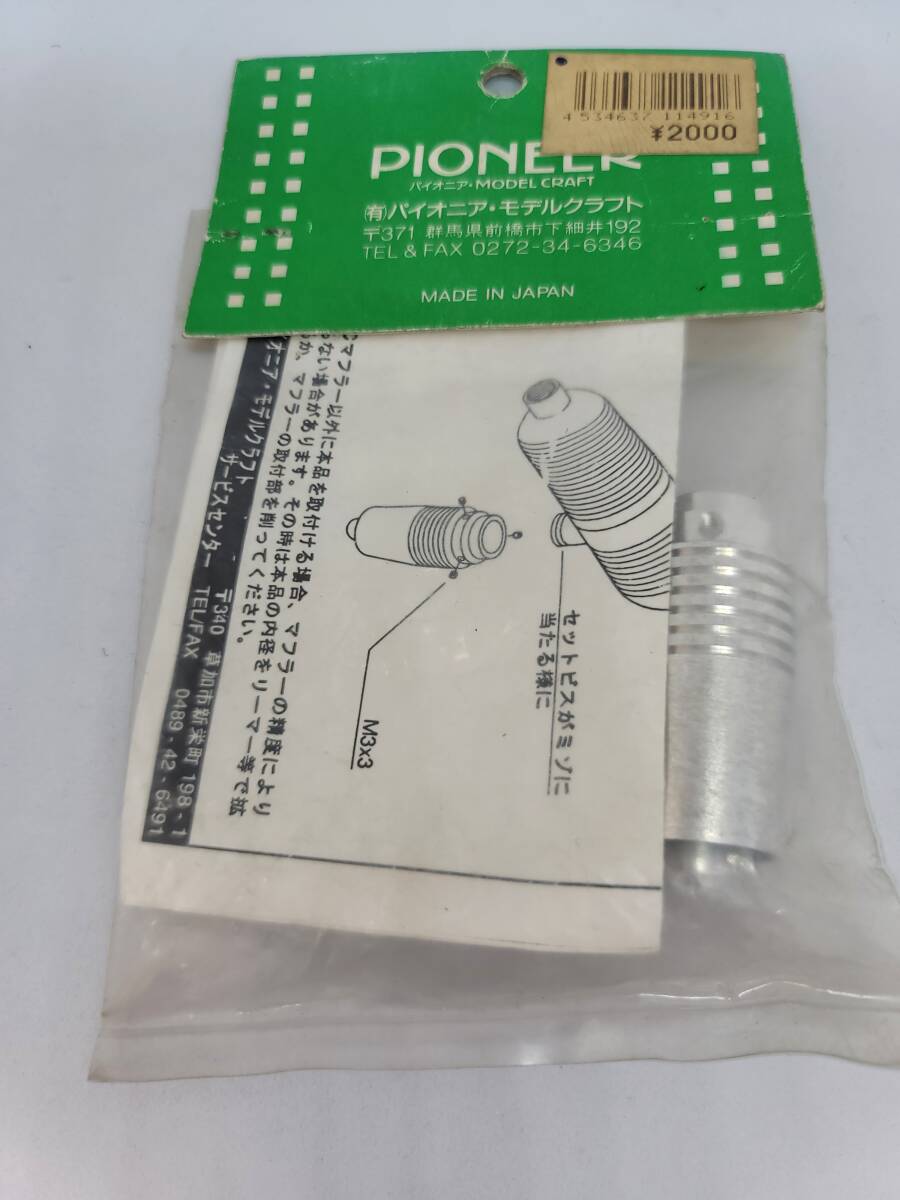 4 534637 114916
¥2000
PIONEER
パイオニア・MODEL CRAFT
(有)パイオニア・モデルクラフト
〒371 群馬県前橋市下細井192
TEL & FAX 0272-34-6346
MADE IN JAPAN
セットビスがミゾに
当たる様に
M3x3
マフラー以外に本品を取付ける場合、マフラーの精度により
ない場合があります。その時は本品の内径をリーマー等で拡
か、マフラーの取付部を削ってください。
オニア・モデルクラフト
サービスセンター 〒340 草加市新栄町198-1
TEL/FAX 0489・42・6491